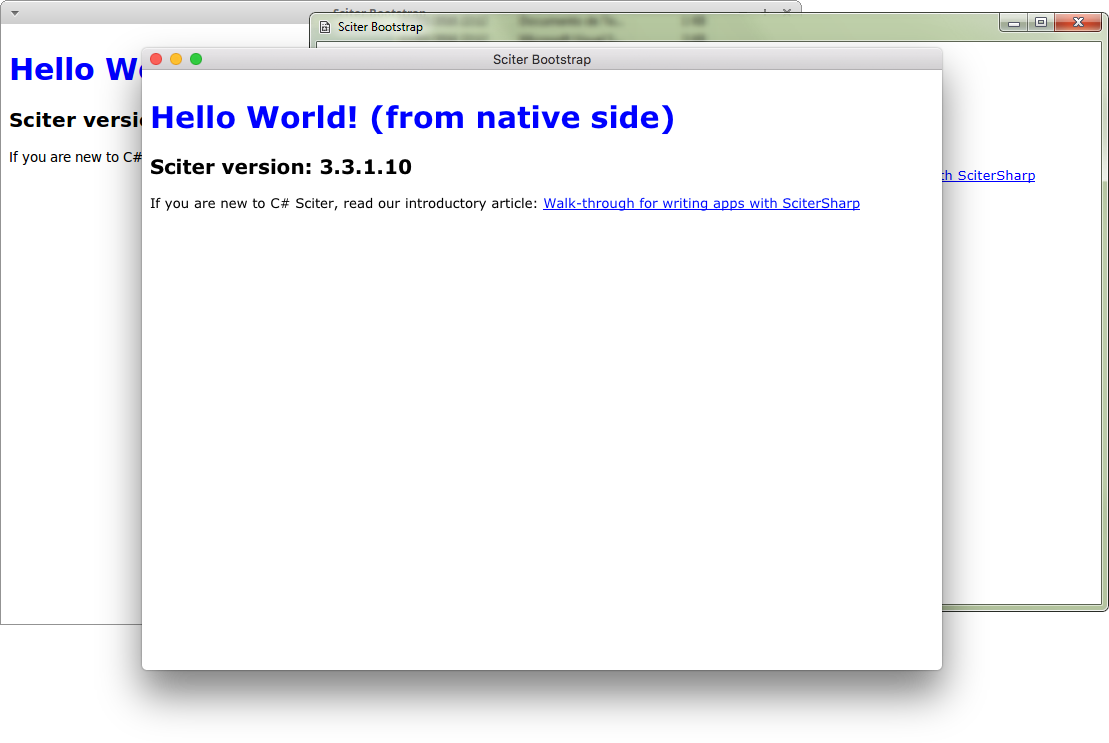 Sciter Bootstrap
Sciter Bootstrap
Hello
Sciter
If you are new to C#
th SciterSharp
Sciter Bootstrap
Hello World! (from native side)
Sciter version: 3.3.1.10
If you are new to C# Sciter, read our introductory article: Walk-through for writing apps with SciterSharp